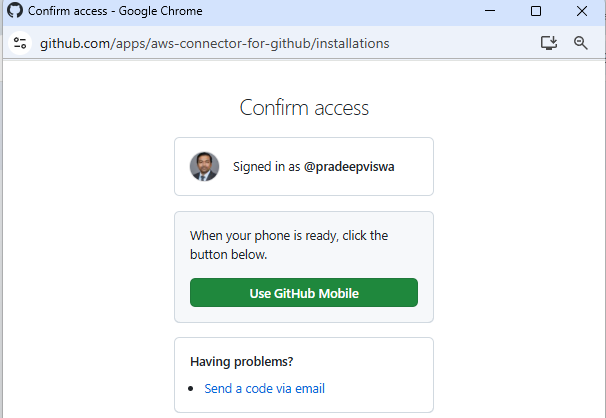 Confirm access - Google Chrome
github.com/apps/aws-connector-for-github/installations
Confirm access
Signed in as @pradeepviswa
When your phone is ready, click the
button below.
Use GitHub Mobile
Having problems?
Send a code via email